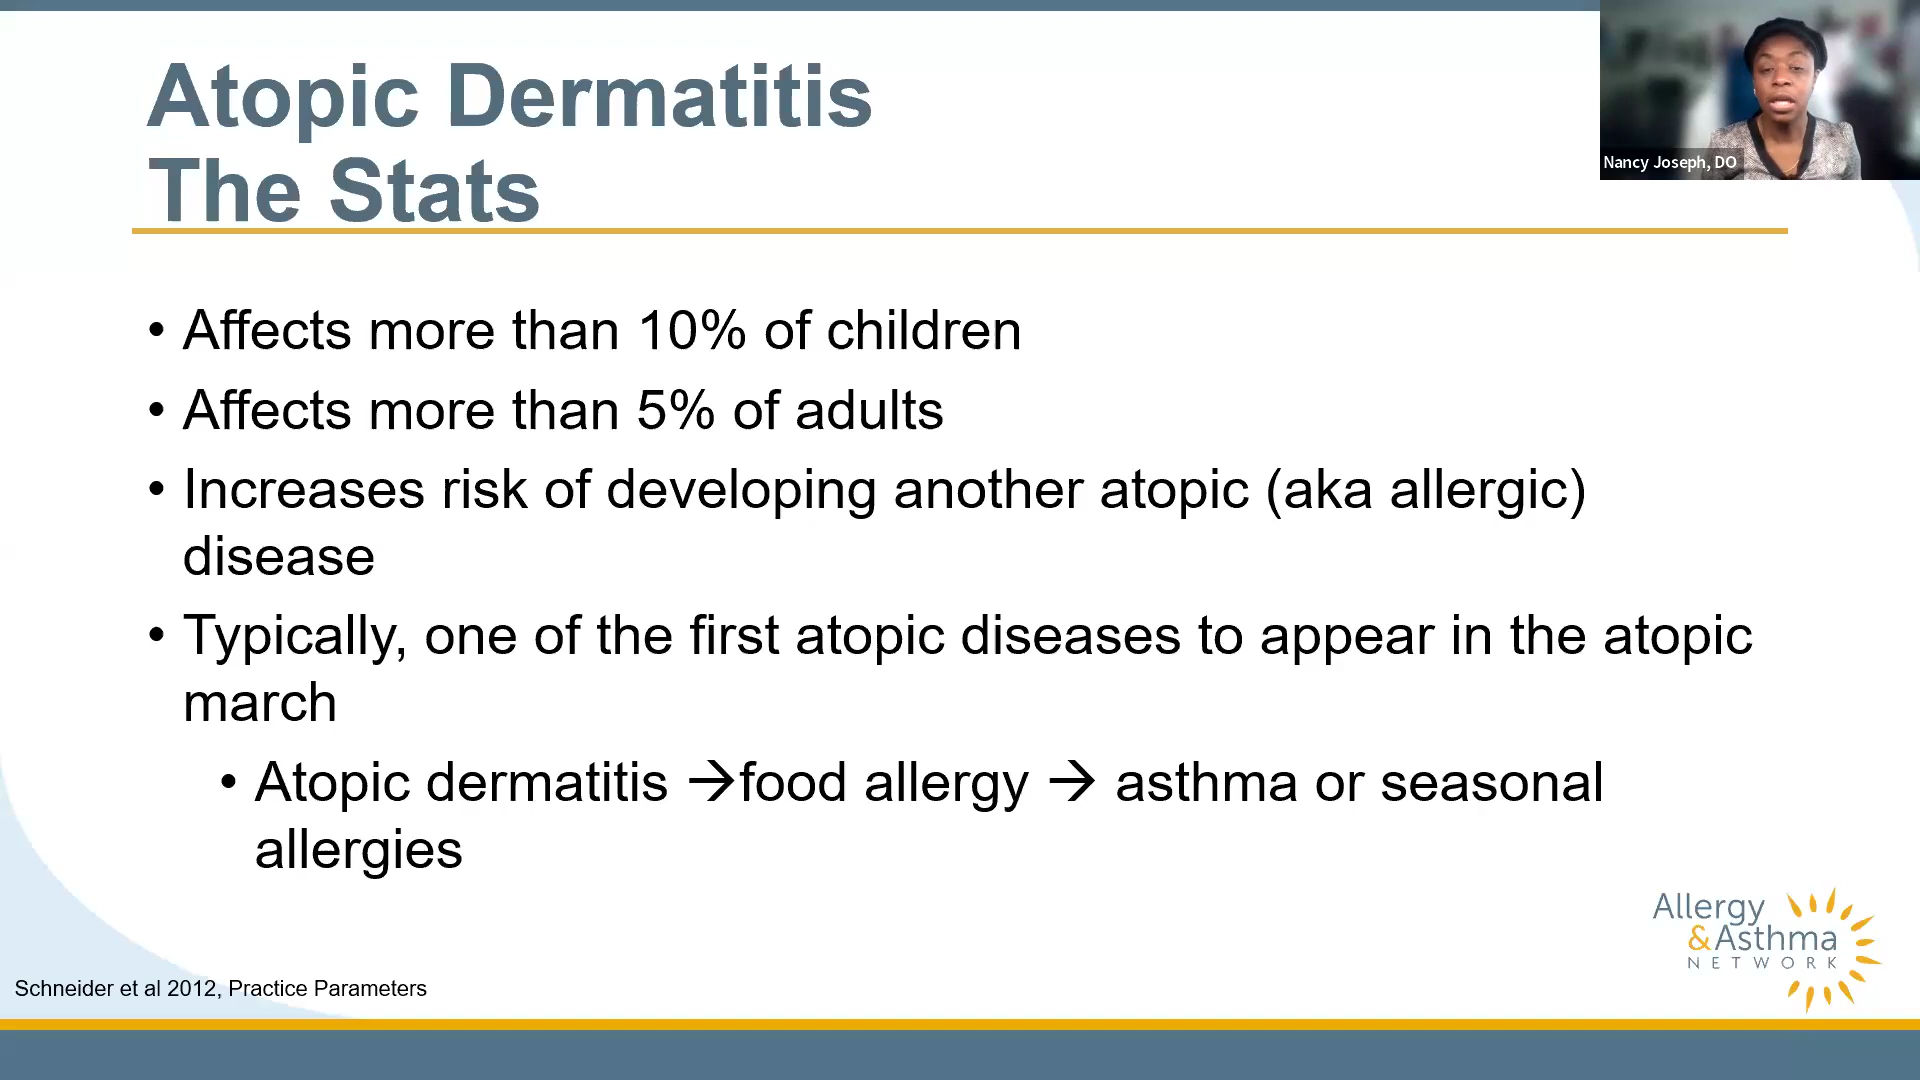 Atopic Dermatitis
The Stats
Nancy Joseph, DO
• Affects more than 10% of children
• Affects more than 5% of adults
• Increases risk of developing another atopic (aka allergic)
disease
• Typically, one of the first atopic diseases to appear in the atopic
march
• Atopic dermatitis →food allergy → asthma or seasonal
allergies
Allergy
&Asthma
NETWORK
Schneider et al 2012, Practice Parameters